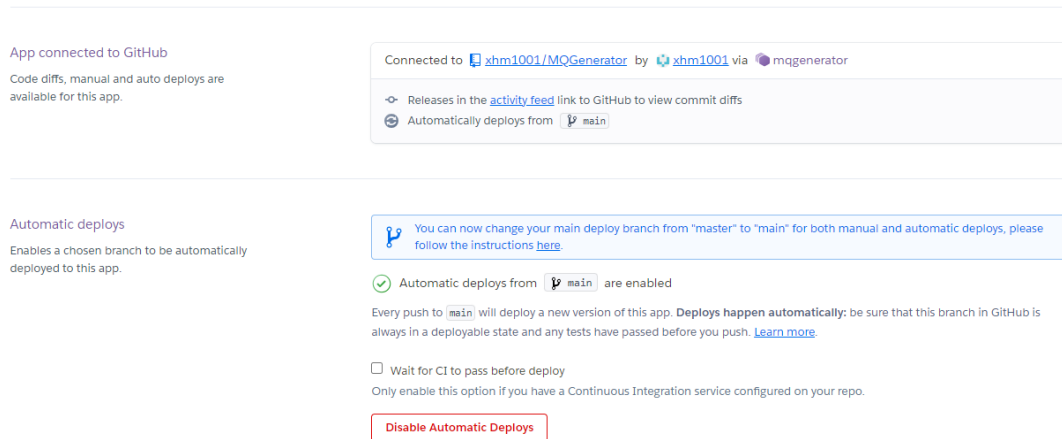 App connected to GitHub
Code diffs, manual and auto deploys are
available for this app.
Connected to xhm1001/MQGenerator by xhm1001 via mqgenerator
Releases in the activity feed link to GitHub to view commit diffs
Automatically deploys from main
Automatic deploys
Enables a chosen branch to be automatically
deployed to this app.
You can now change your main deploy branch from "master" to "main" for both manual and automatic deploys, please
follow the instructions here.
Automatic deploys from main are enabled
Every push to main will deploy a new version of this app. Deploys happen automatically: be sure that this branch in GitHub is
always in a deployable state and any tests have passed before you push. Learn more.
Wait for CI to pass before deploy
Only enable this option if you have a Continuous Integration service configured on your repo.
Disable Automatic Deploys